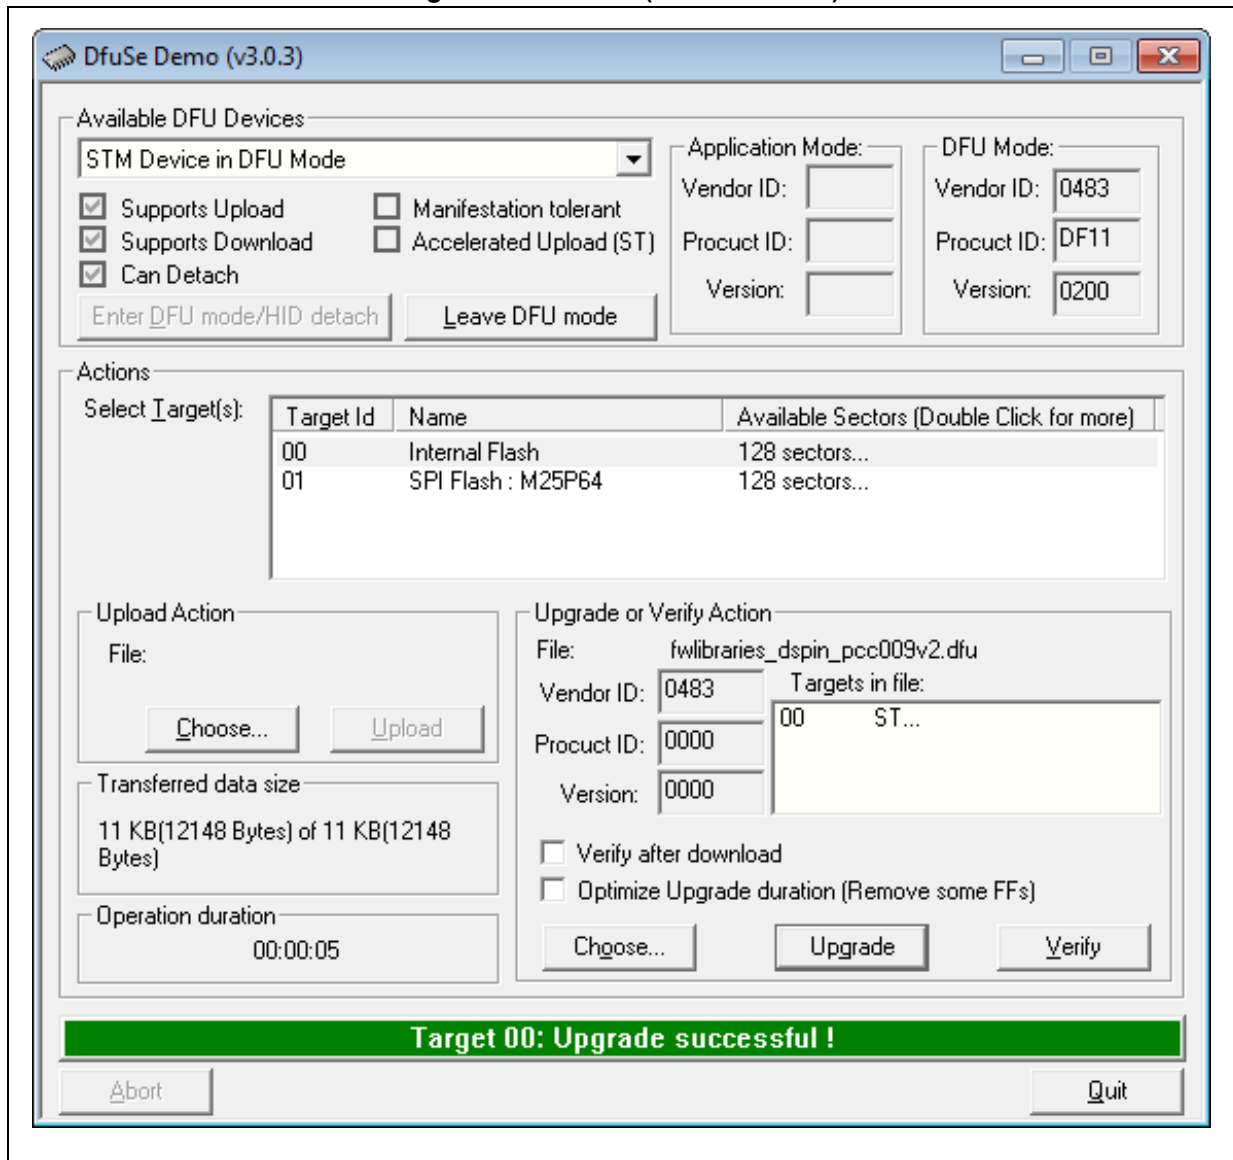 DfuSe Demo (v3.0.3)
Available DFU Devices
STM Device in DFU Mode
Supports Upload
Manifestation tolerant
Supports Download
Accelerated Upload (ST)
Can Detach
Enter DFU mode/HID detach
Leave DFU mode
Application Mode:
Vendor ID:
Procuct ID:
Version:
DFU Mode:
Vendor ID: 0483
Procuct ID: DF11
Version: 0200
Actions
Select Target(s):
Target Id Name Available Sectors (Double Click for more)
00 Internal Flash 128 sectors...
01 SPI Flash : M25P64 128 sectors...
Upload Action
File:
Choose...
Upload
Transferred data size
11 KB(12148 Bytes) of 11 KB(12148
Bytes)
Operation duration
00:00:05
Upgrade or Verify Action
File: fwlibraries_dspin_pcc009v2.dfu
Vendor ID: 0483
Procuct ID: 0000
Version: 0000
Targets in file:
00 ST...
Verify after download
Optimize Upgrade duration (Remove some FFs)
Choose...
Upgrade
Verify
Target 00: Upgrade successful !
Abort
Quit